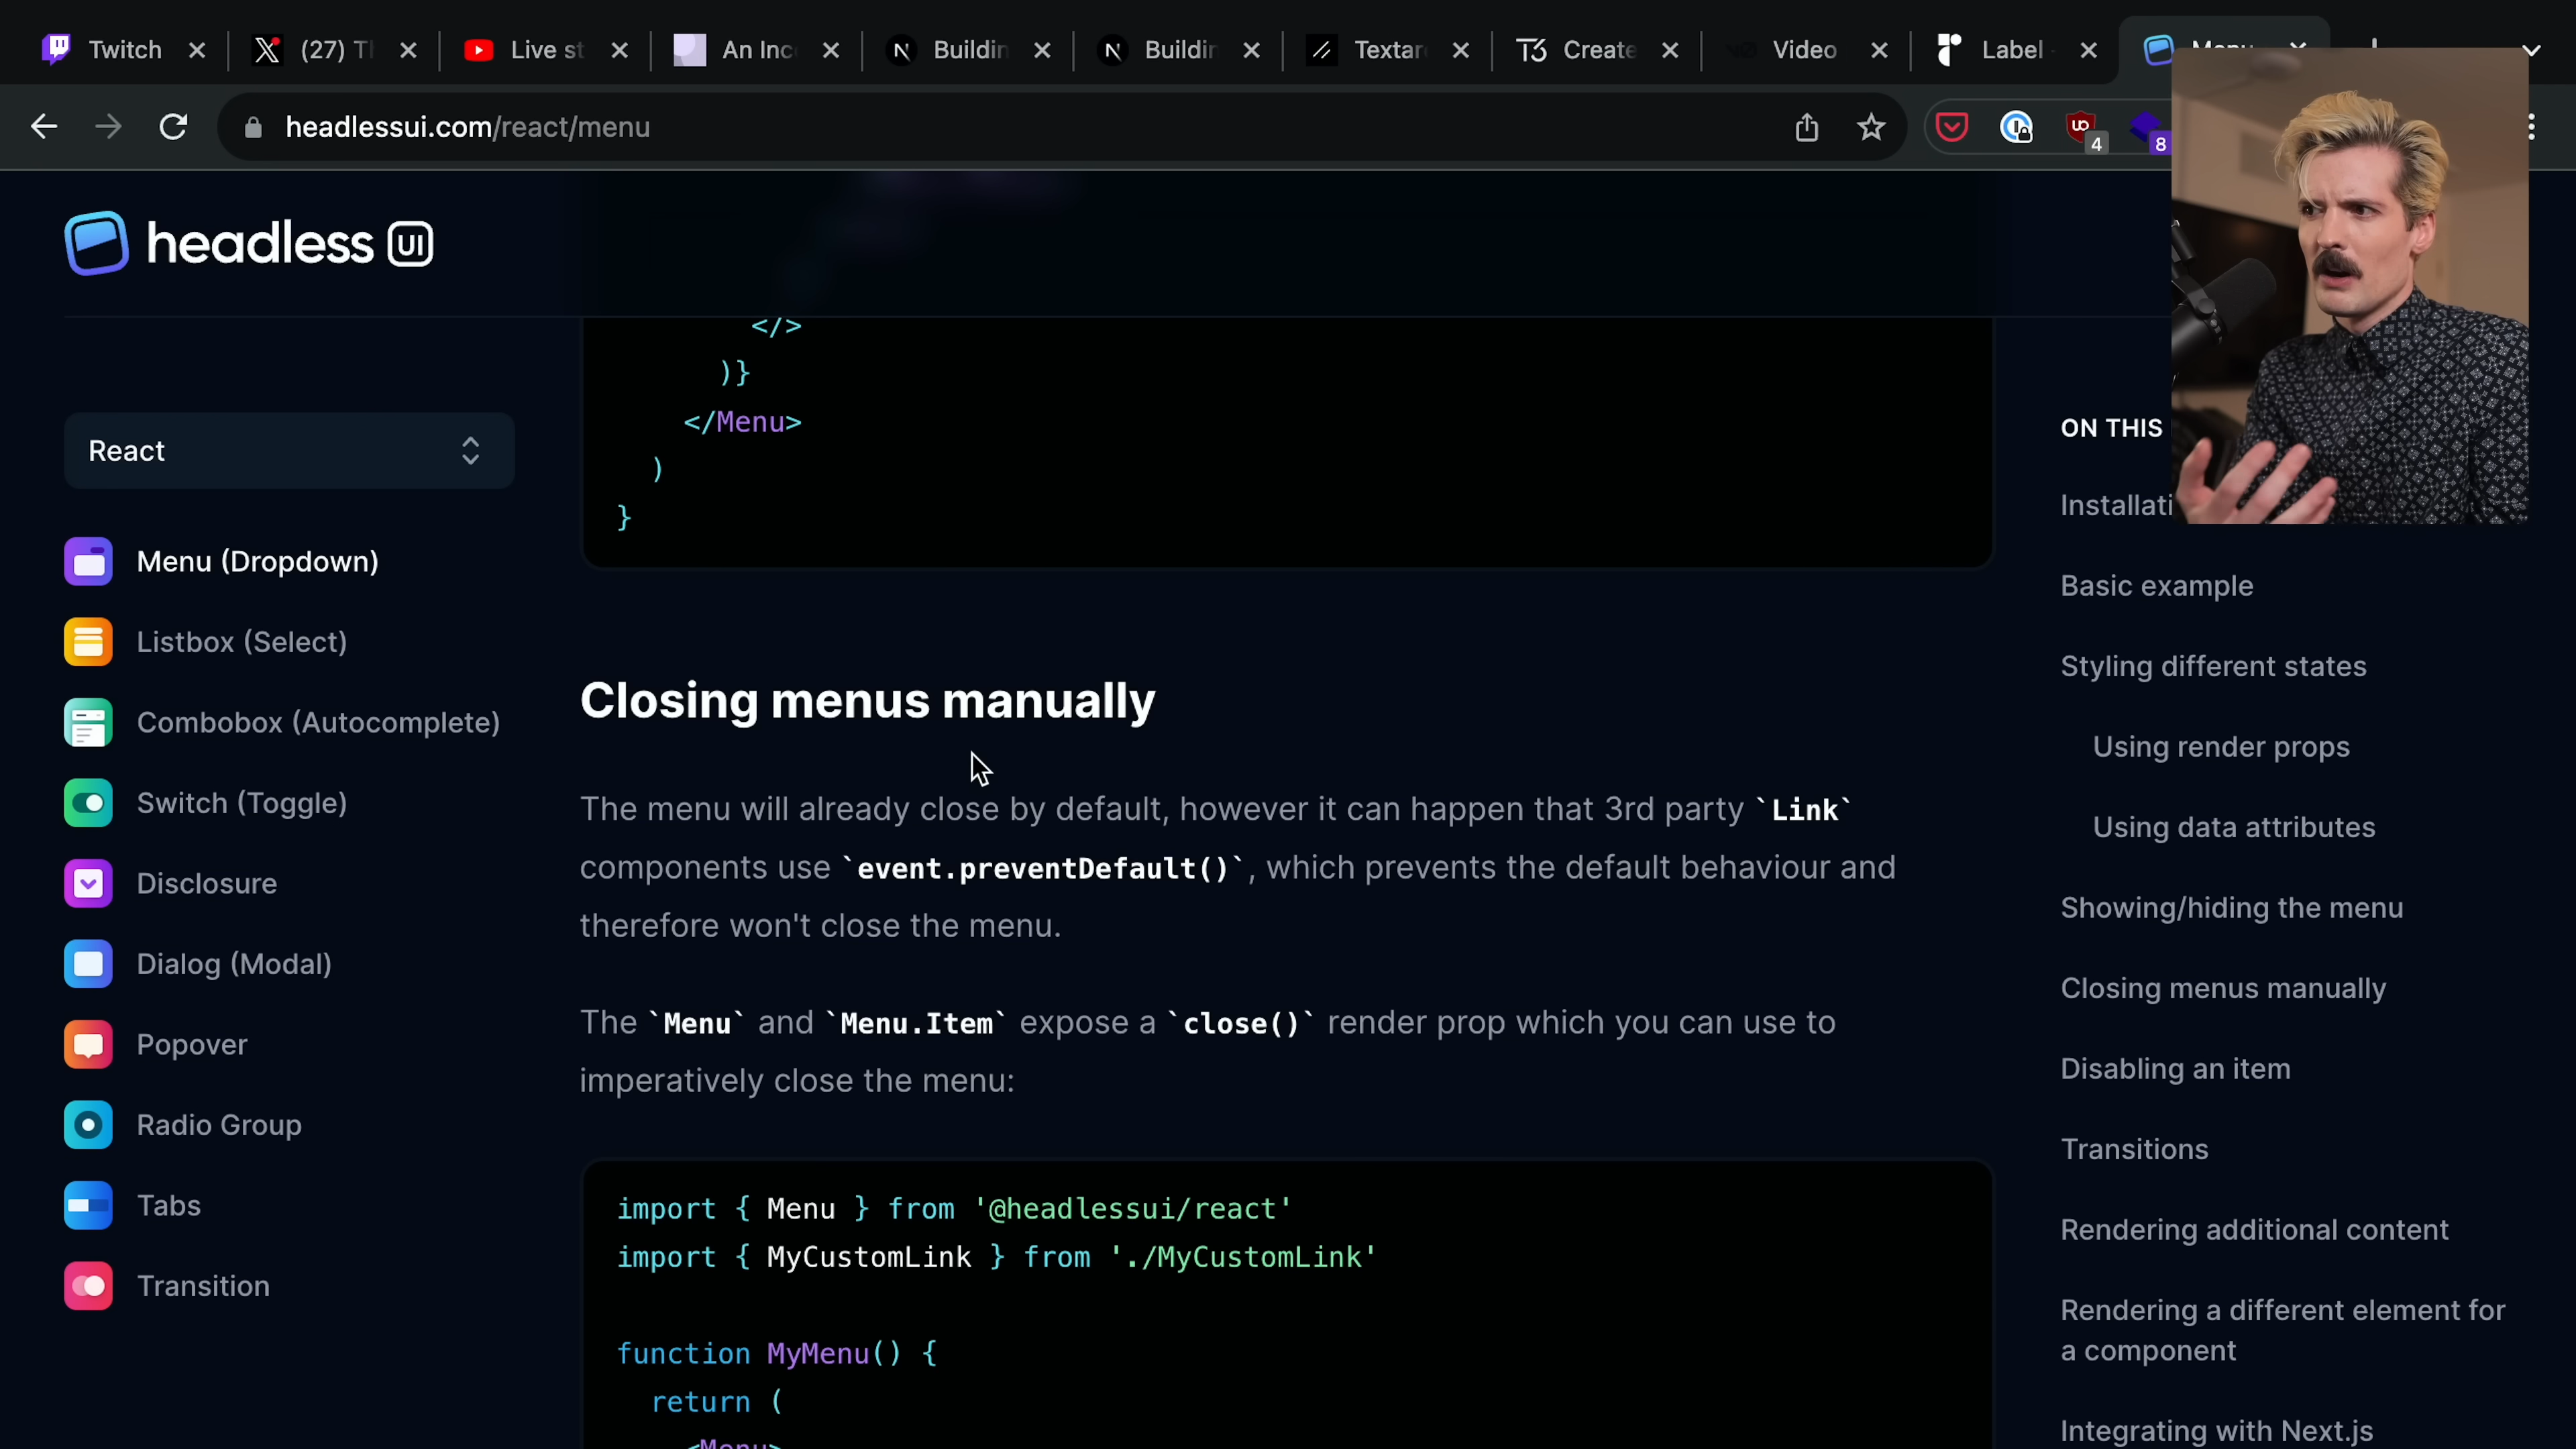 Twitch
(27) T
Live st
An Inc
Buildin
Buildin
Textar
Create
Video
Label
headlessui.com/react/menu
4
8
headless UI
React
Menu (Dropdown)
Listbox (Select)
Combobox (Autocomplete)
Switch (Toggle)
Disclosure
Dialog (Modal)
Popover
Radio Group
Tabs
Transition
</>
)}
</Menu>
)
}
Closing menus manually
The menu will already close by default, however it can happen that 3rd party `Link`
components use `event.preventDefault()`, which prevents the default behaviour and
therefore won't close the menu.
The `Menu` and `Menu.Item` expose a `close()` render prop which you can use to
imperatively close the menu:
import { Menu } from '@headlessui/react'
import { MyCustomLink } from './MyCustomLink'
function MyMenu() {
return (
<Menu>
ON THIS
Installati
Basic example
Styling different states
Using render props
Using data attributes
Showing/hiding the menu
Closing menus manually
Disabling an item
Transitions
Rendering additional content
Rendering a different element for
a component
Integrating with Next.js